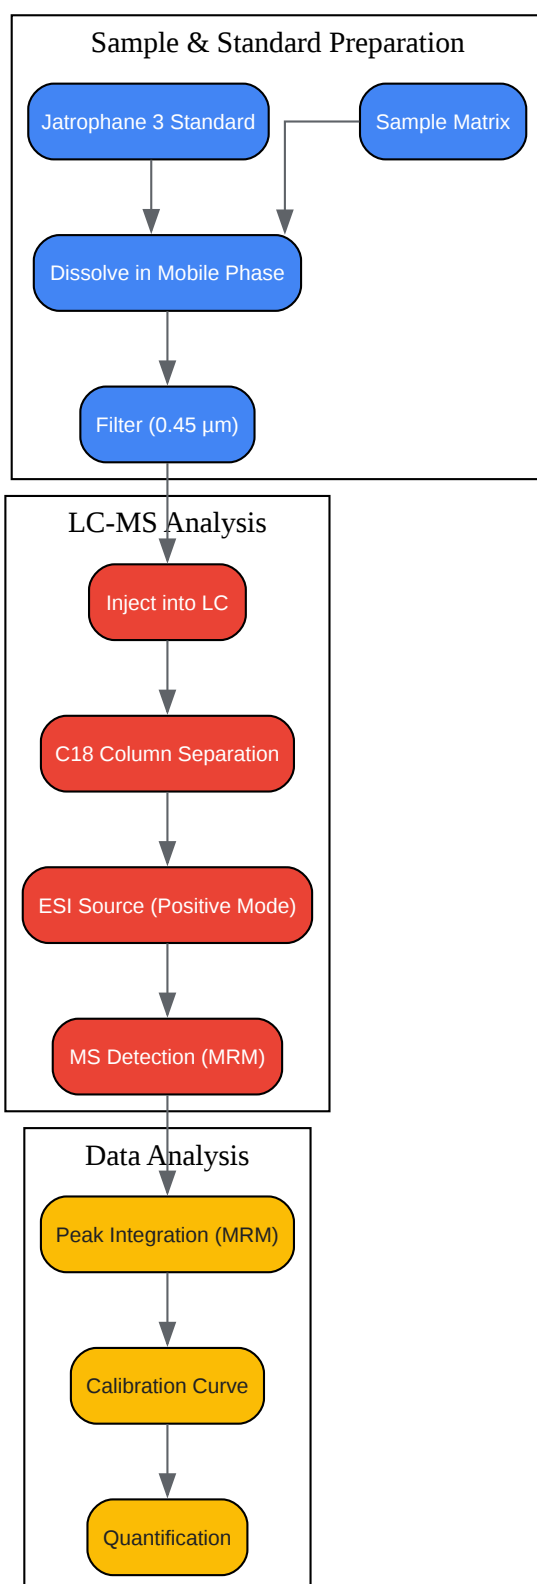 Sample & Standard Preparation
Jatrophane 3 Standard
Sample Matrix
Dissolve in Mobile Phase
Filter (0.45 µm)
LC-MS Analysis
Inject into LC
C18 Column Separation
ESI Source (Positive Mode)
MS Detection (MRM)
Data Analysis
Peak Integration (MRM)
Calibration Curve
Quantification